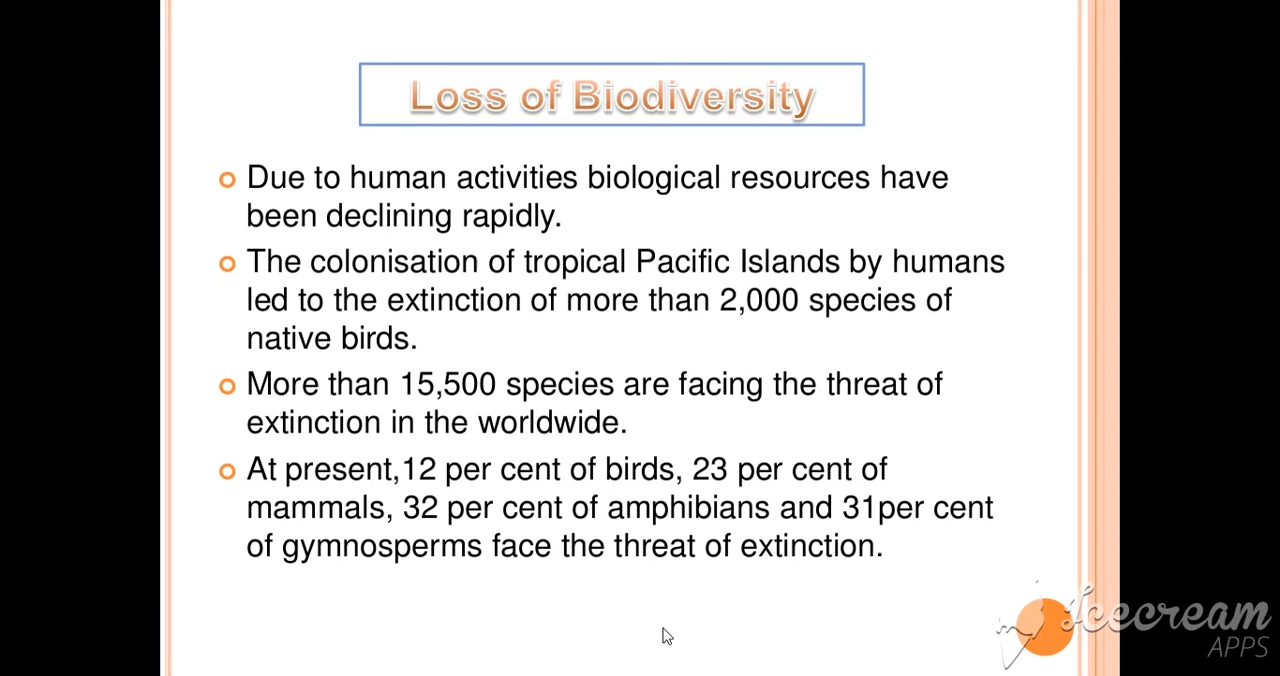 Loss of Biodiversity
Due to human activities biological resources have
been declining rapidly.
The colonisation of tropical Pacific Islands by humans
led to the extinction of more than 2,000 species of
native birds.
More than 15,500 species are facing the threat of
extinction in the worldwide.
At present,12 per cent of birds, 23 per cent of
mammals, 32 per cent of amphibians and 31per cent
of gymnosperms face the threat of extinction.
Icecream
APPS